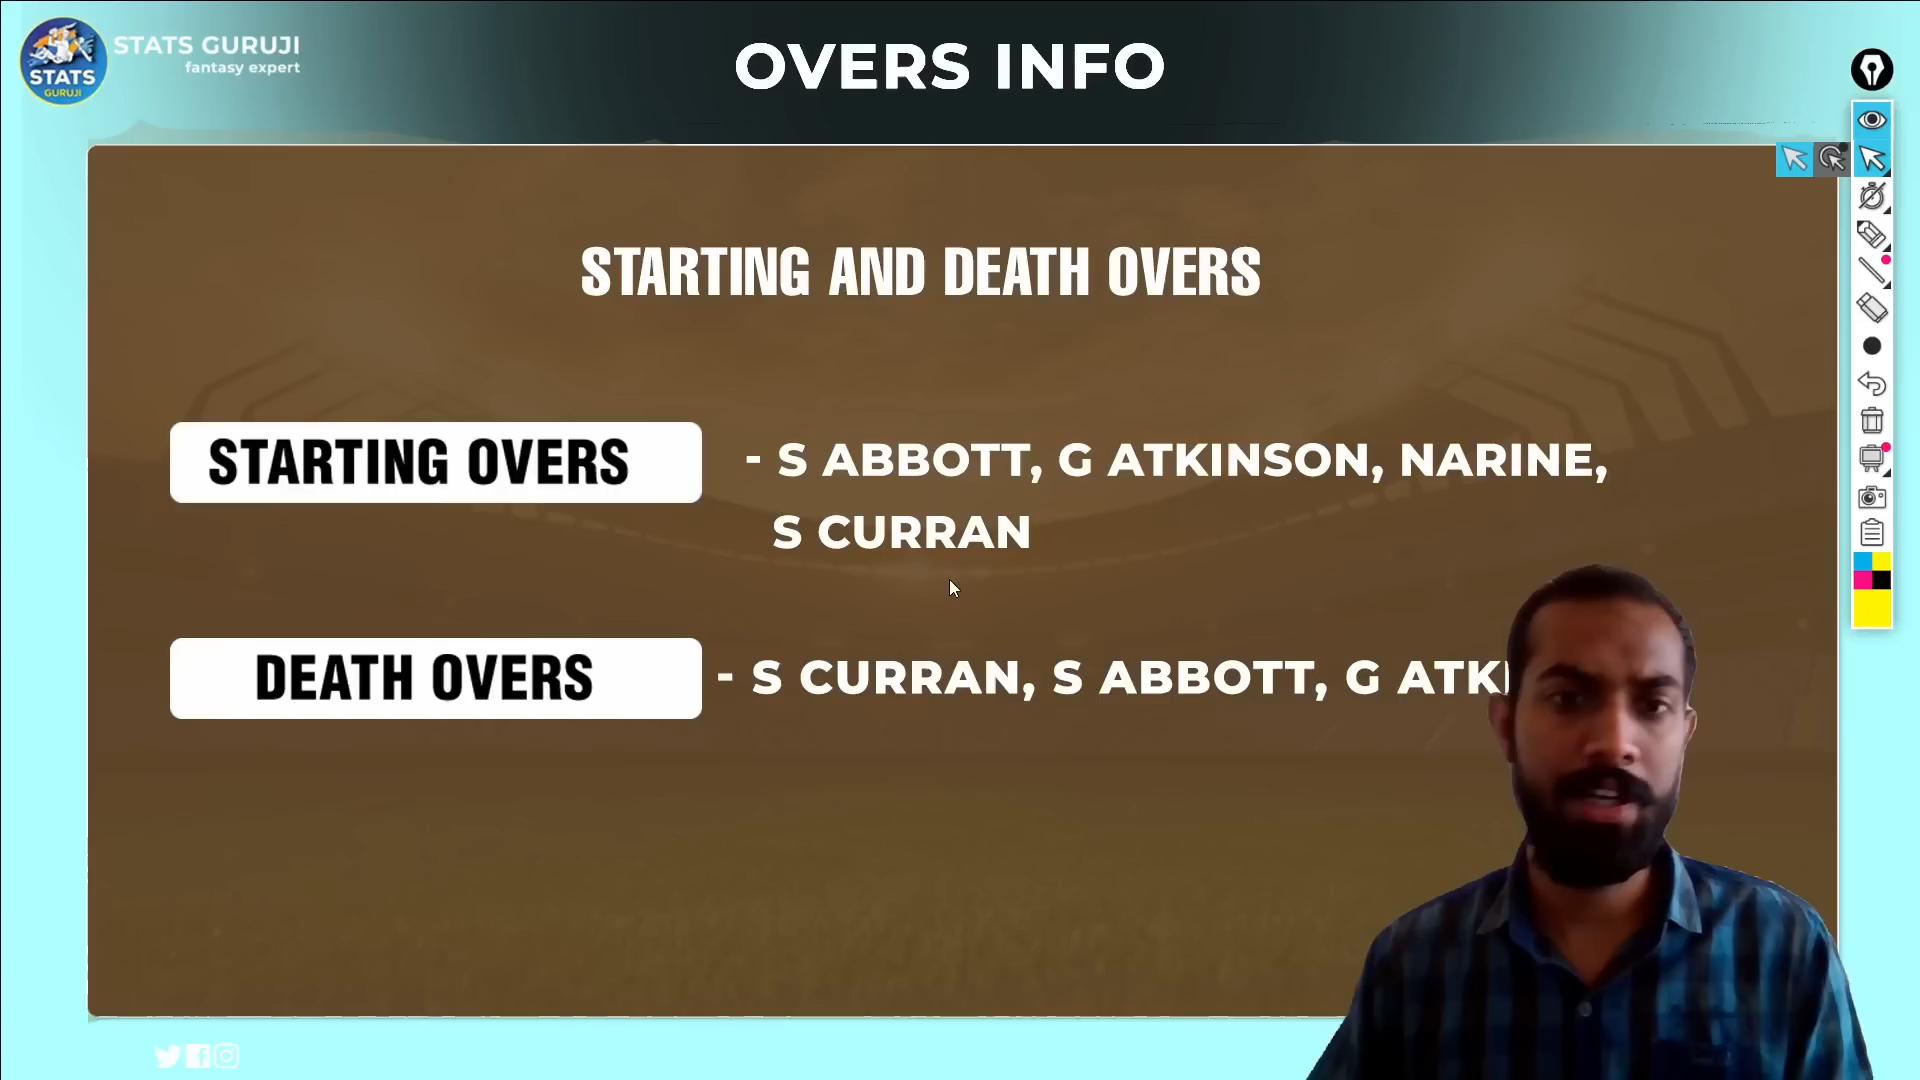 STATS GURUJI
fantasy expert
STATS
GURUJI
OVERS INFO
STARTING AND DEATH OVERS
STARTING OVERS
- S ABBOTT, G ATKINSON, NARINE,
S CURRAN
DEATH OVERS
- S CURRAN, S ABBOTT, G